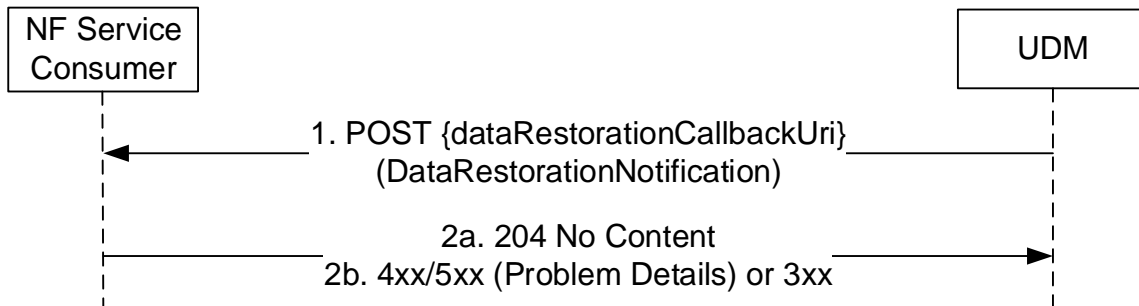 NF Service
Consumer
UDM
1. POST {dataRestorationCallbackUri}
(DataRestorationNotification)
2a. 204 No Content
2b. 4xx/5xx (Problem Details) or 3xx